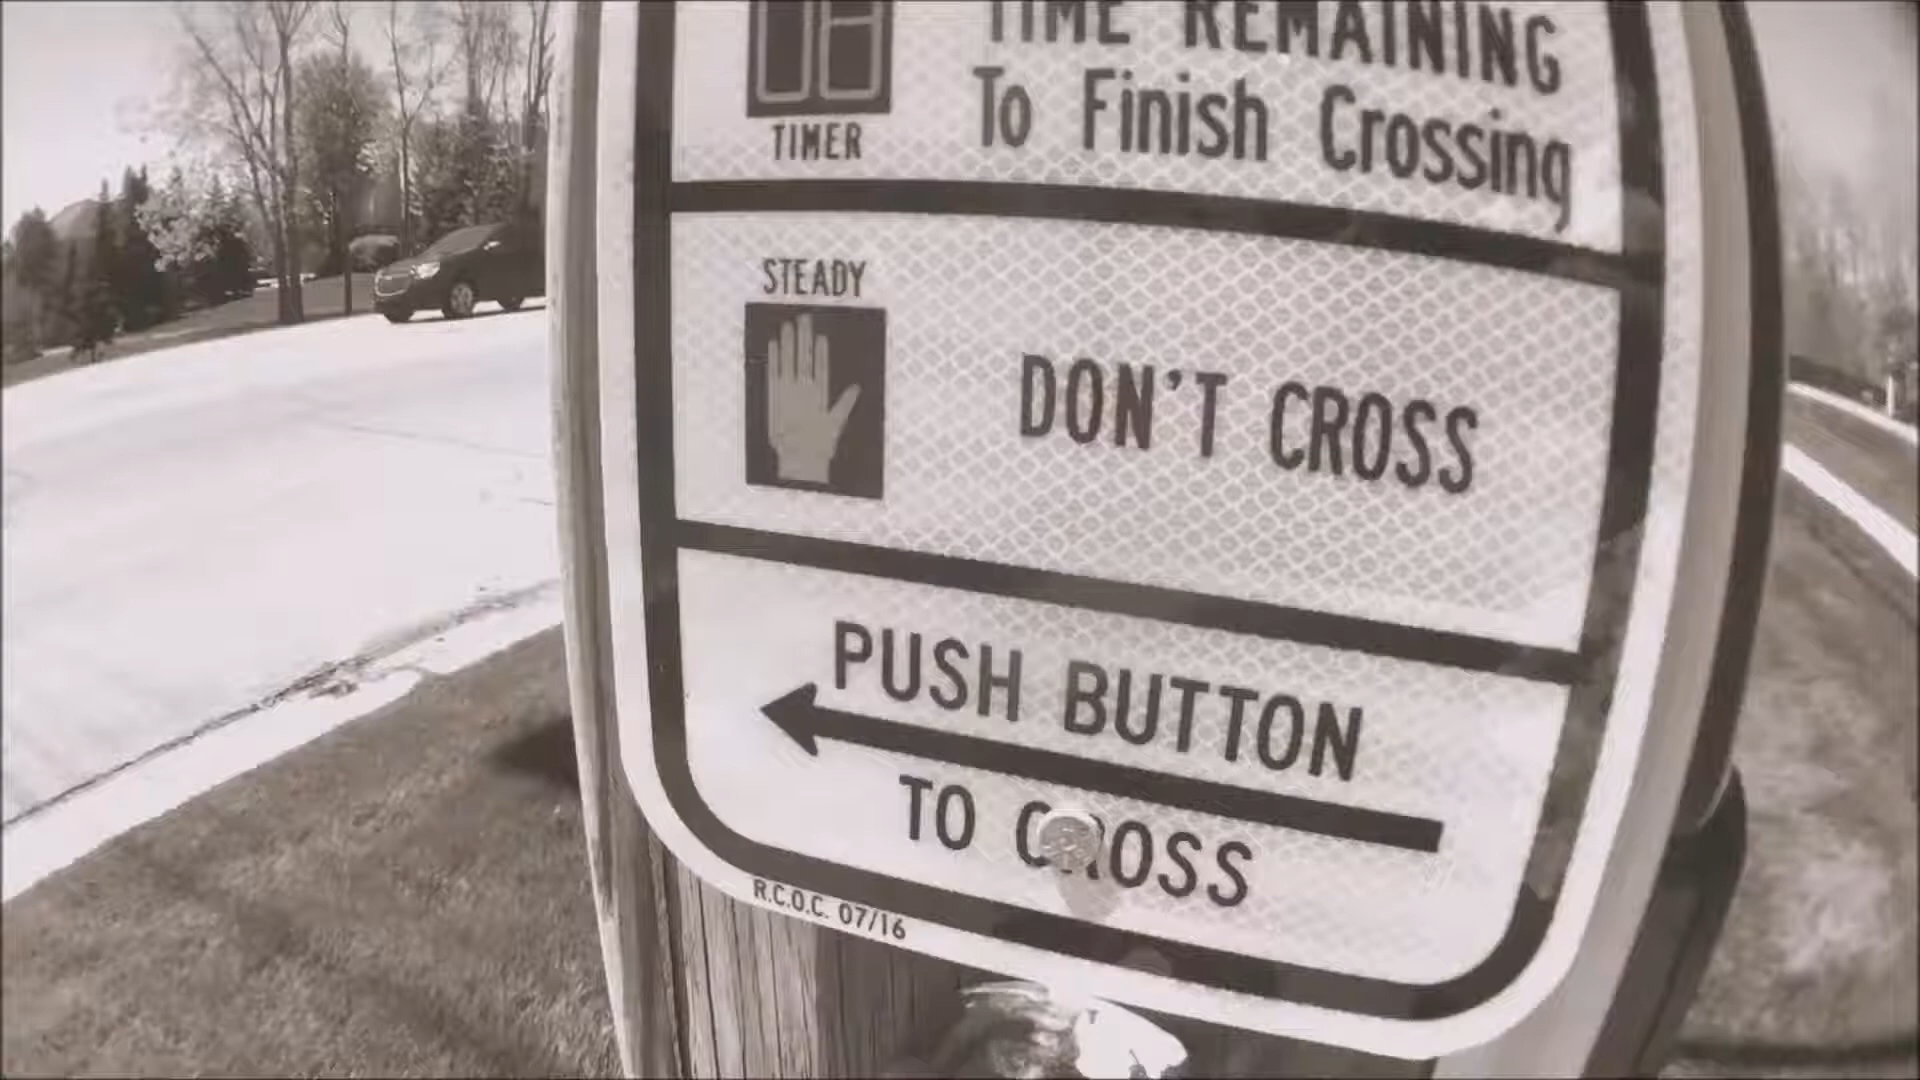 TIME REMAINING
To Finish Crossing
TIMER
STEADY
DON'T CROSS
PUSH BUTTON
TO CROSS
R.C.O.C. 07/16